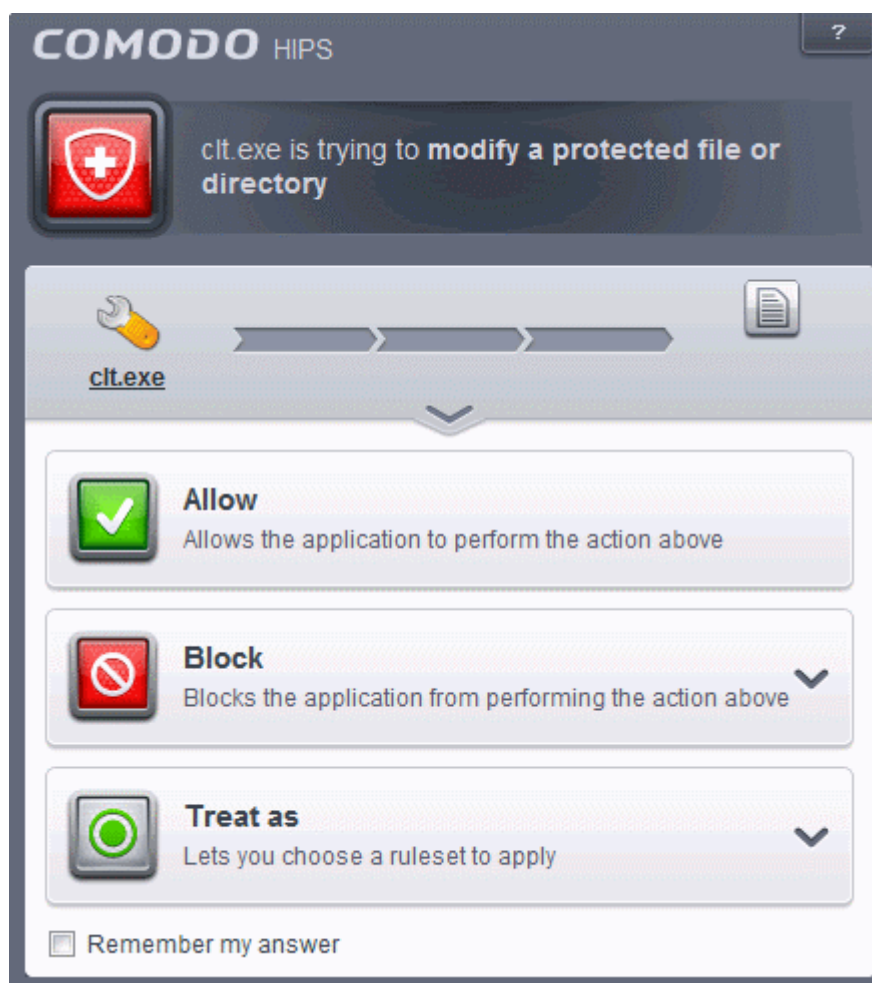 COMODO HIPS
?
clt.exe is trying to modify a protected file or
directory
clt.exe
Allow
Allows the application to perform the action above
Block
Blocks the application from performing the action above
Treat as
Lets you choose a ruleset to apply
Remember my answer